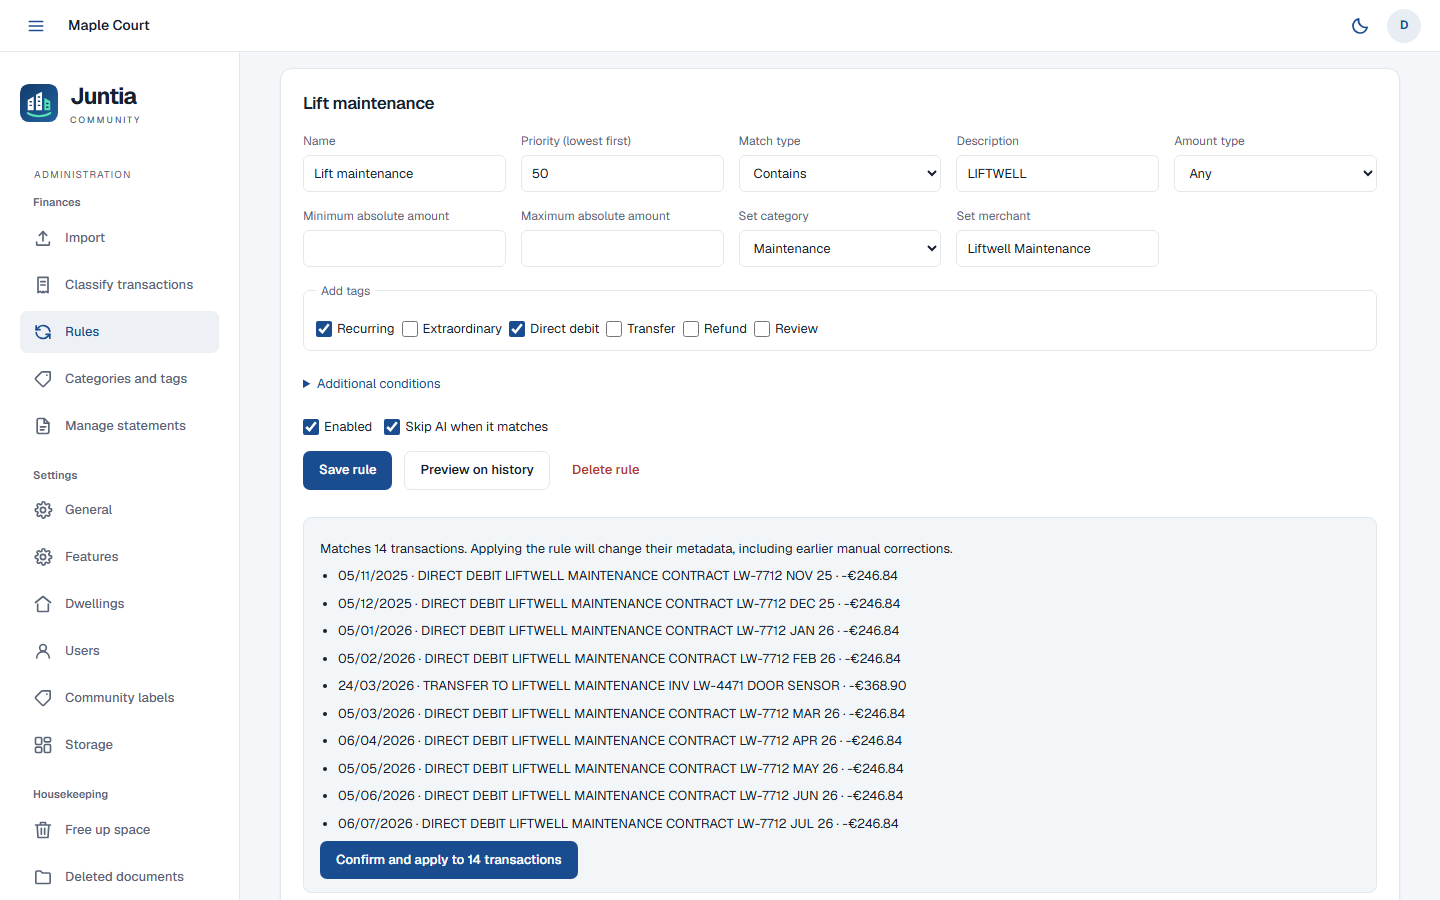 Maple Court
D
Juntia
COMMUNITY
ADMINISTRATION
Finances
Import
Classify transactions
Rules
Categories and tags
Manage statements
Settings
General
Features
Dwellings
Users
Community labels
Storage
Housekeeping
Free up space
Deleted documents
Lift maintenance
Name Priority (lowest first) Match type Description Amount type
Lift maintenance 50 Contains LIFTWELL Any
Minimum absolute amount Maximum absolute amount Set category Set merchant
Maintenance Liftwell Maintenance
Add tags
Recurring Extraordinary Direct debit Transfer Refund Review
Additional conditions
Enabled Skip AI when it matches
Save rule Preview on history Delete rule
Matches 14 transactions. Applying the rule will change their metadata, including earlier manual corrections.
• 05/11/2025 · DIRECT DEBIT LIFTWELL MAINTENANCE CONTRACT LW-7712 NOV 25 · -€246.84
• 05/12/2025 · DIRECT DEBIT LIFTWELL MAINTENANCE CONTRACT LW-7712 DEC 25 · -€246.84
• 05/01/2026 · DIRECT DEBIT LIFTWELL MAINTENANCE CONTRACT LW-7712 JAN 26 · -€246.84
• 05/02/2026 · DIRECT DEBIT LIFTWELL MAINTENANCE CONTRACT LW-7712 FEB 26 · -€246.84
• 24/03/2026 · TRANSFER TO LIFTWELL MAINTENANCE INV LW-4471 DOOR SENSOR · -€368.90
• 05/03/2026 · DIRECT DEBIT LIFTWELL MAINTENANCE CONTRACT LW-7712 MAR 26 · -€246.84
• 06/04/2026 · DIRECT DEBIT LIFTWELL MAINTENANCE CONTRACT LW-7712 APR 26 · -€246.84
• 05/05/2026 · DIRECT DEBIT LIFTWELL MAINTENANCE CONTRACT LW-7712 MAY 26 · -€246.84
• 05/06/2026 · DIRECT DEBIT LIFTWELL MAINTENANCE CONTRACT LW-7712 JUN 26 · -€246.84
• 06/07/2026 · DIRECT DEBIT LIFTWELL MAINTENANCE CONTRACT LW-7712 JUL 26 · -€246.84
Confirm and apply to 14 transactions